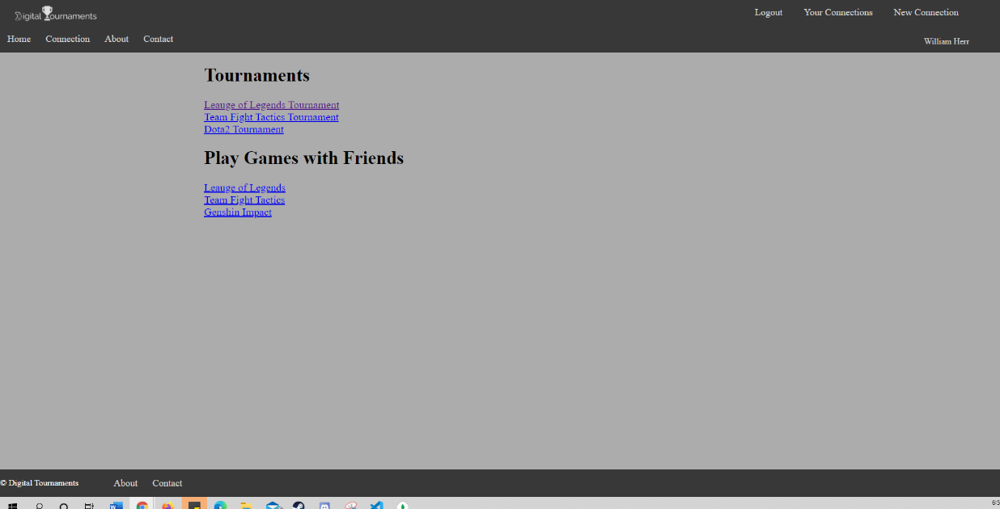 Digital Tournaments
Logout Your Connections New Connection
Home Connection About Contact
William Herr
Tournaments
Leauge of Legends Tournament
Team Fight Tactics Tournament
Dota2 Tournament
Play Games with Friends
Leauge of Legends
Team Fight Tactics
Genshin Impact
© Digital Tournaments About Contact
6:5